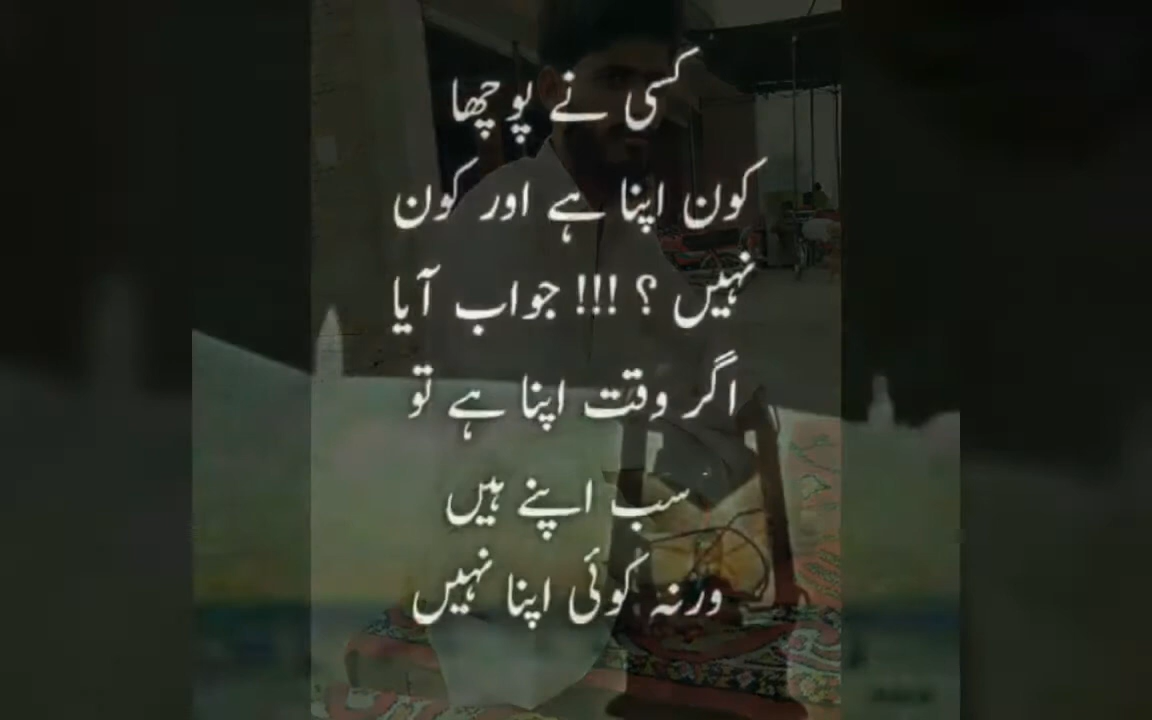 کسی نے پوچھا
کون اپنا ہے اور کون
نہیں ؟ !!! جواب آیا
اگر وقت اپنا ہے تو
سب اپنے ہیں
ورنہ کوئی اپنا نہیں